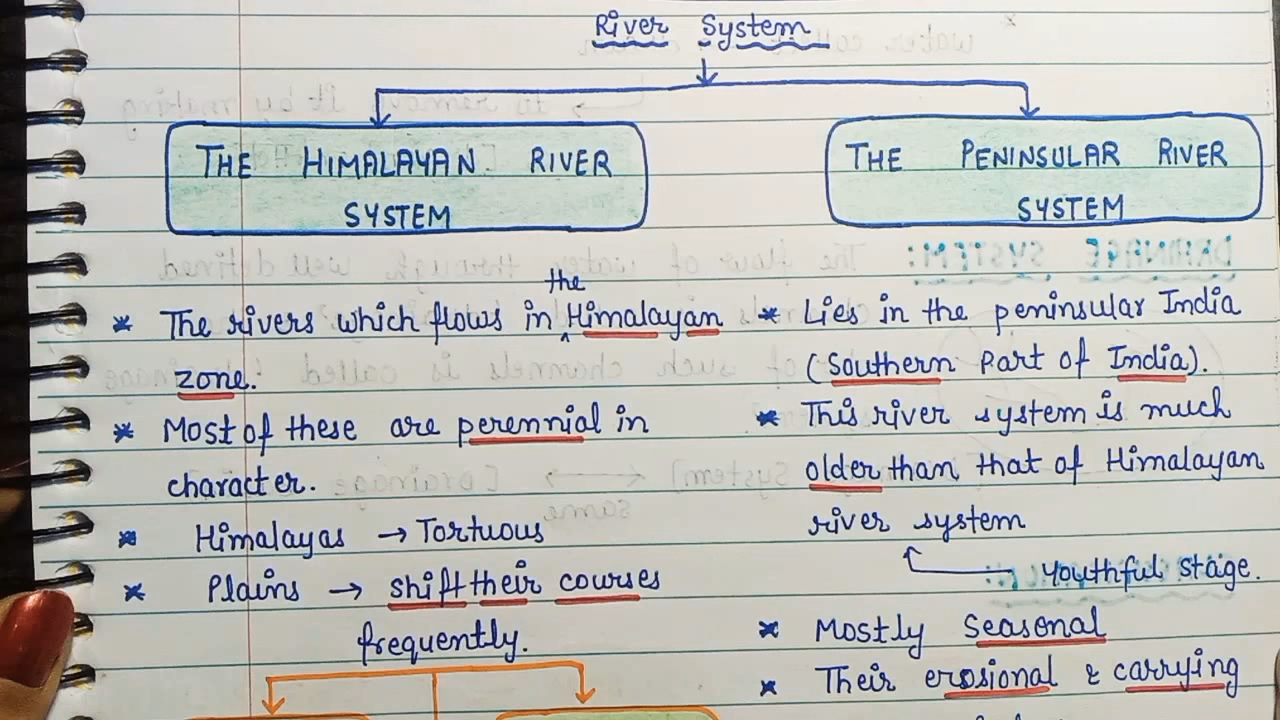 River System
THE HIMALAYAN RIVER
SYSTEM
* The rivers which flows in the Himalayan
zone.
* Most of these are perennial in
character.
* Himalayas → Tortuous
* Plains → shift their courses
frequently.
THE PENINSULAR RIVER
SYSTEM
* Lies in the peninsular India
(Southern Part of India).
* This river system is much
older than that of Himalayan
river system
Youthful stage.
* Mostly seasonal
* Their erosional & carrying